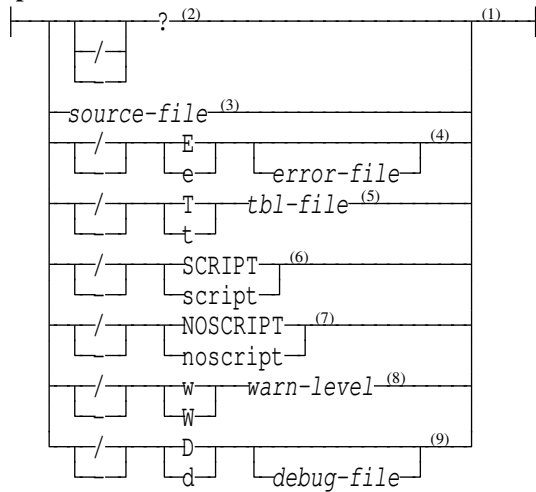 ? (2) (1)
/
–
source-file (3)
/ E (4)
– e error-file
/ T tbl-file (5)
– t
/ SCRIPT (6)
– script
/ NOSCRIPT (7)
– noscript
/ w warn-level (8)
– W
/ D (9)
– d debug-file